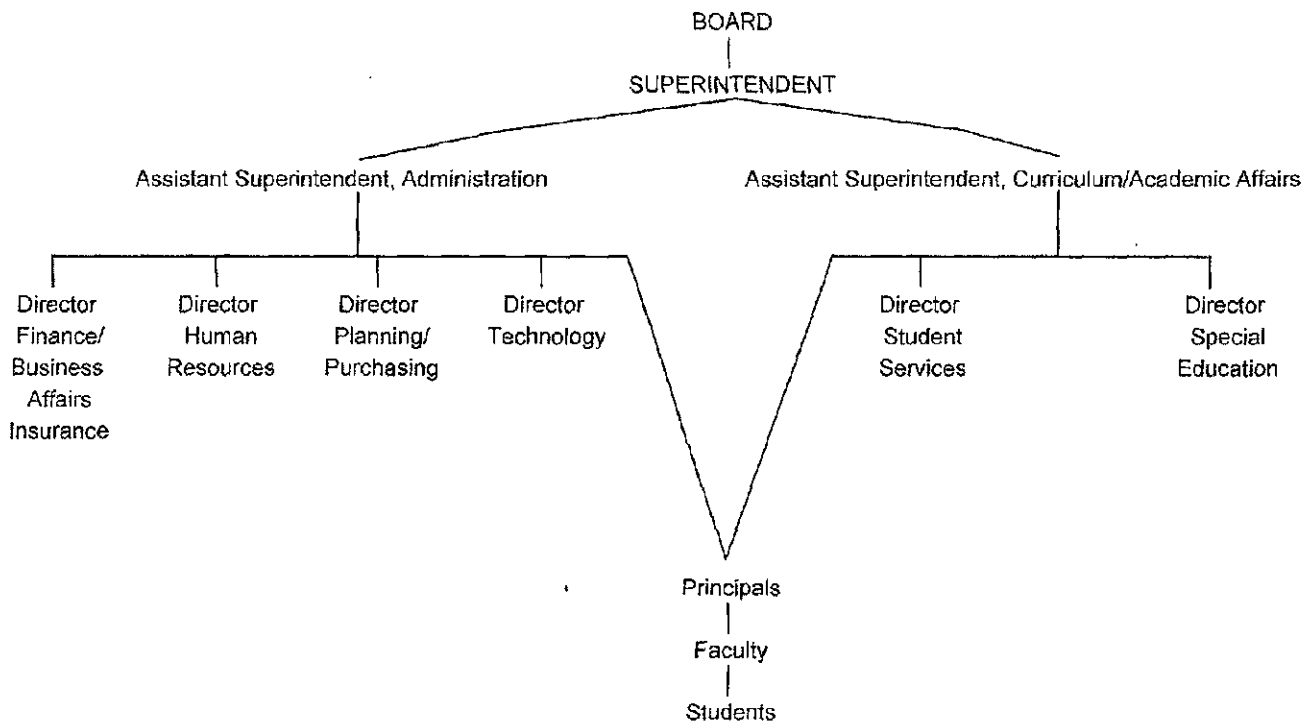 BOARD
SUPERINTENDENT
Assistant Superintendent, Administration
Assistant Superintendent, Curriculum/Academic Affairs
Director
Finance/
Business
Affairs
Insurance
Director
Human
Resources
Director
Planning/
Purchasing
Director
Technology
Director
Student
Services
Director
Special
Education
Principals
Faculty
Students